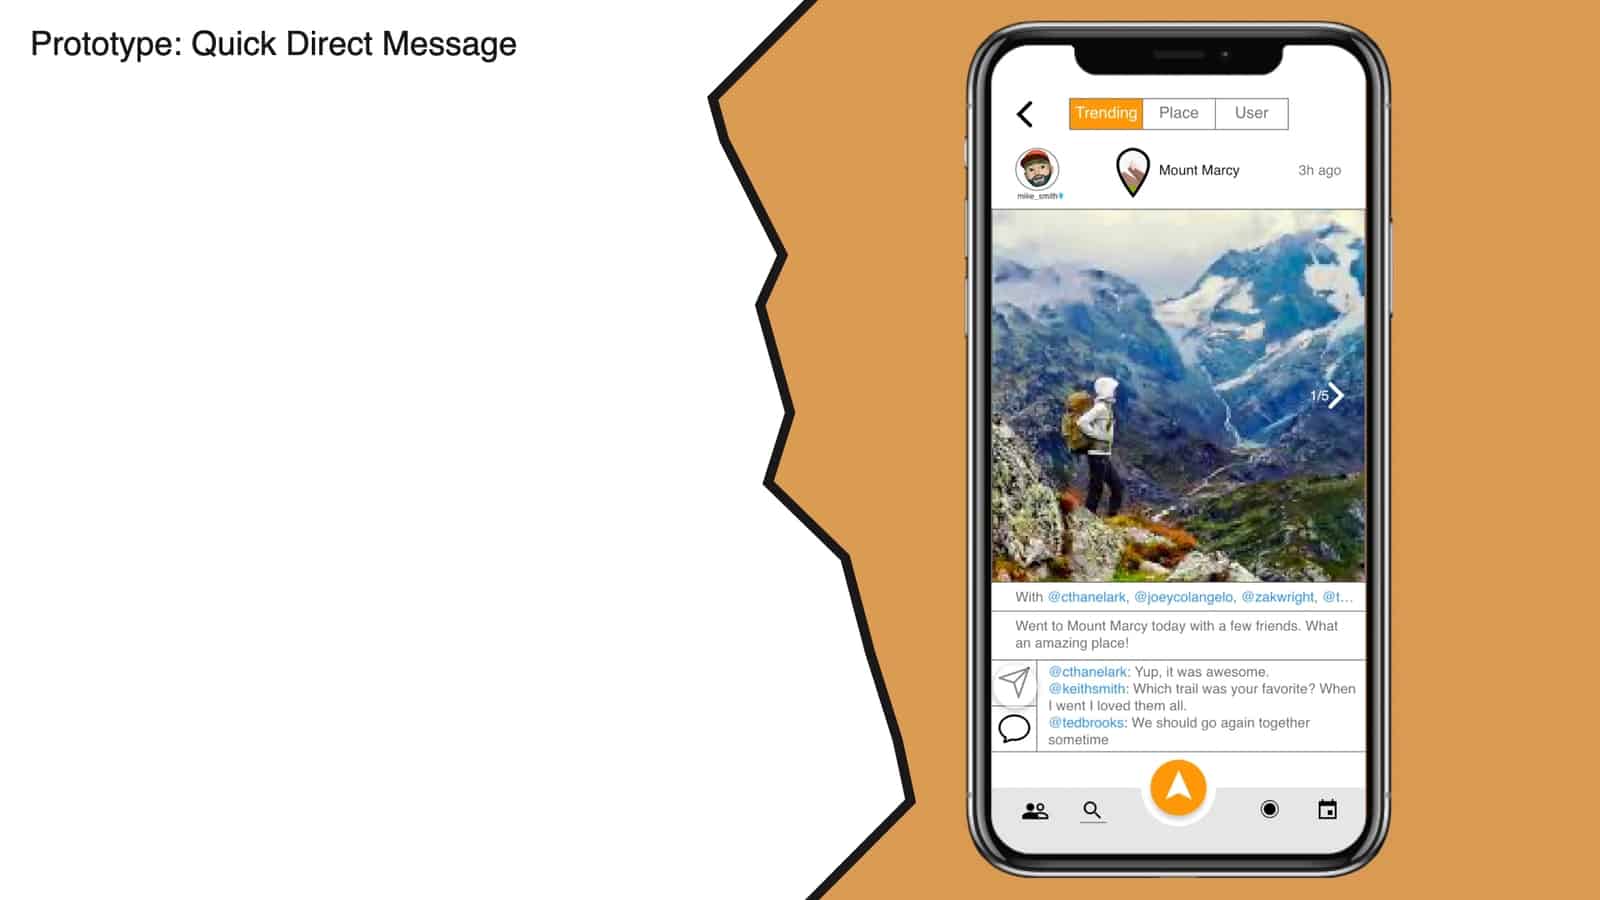 Prototype: Quick Direct Message
Trending Place User
mike_smith
Mount Marcy
3h ago
1/5
With @cthanelark, @joeycolangelo, @zakwright, @t...
Went to Mount Marcy today with a few friends. What
an amazing place!
@cthanelark: Yup, it was awesome.
@keithsmith: Which trail was your favorite? When
I went I loved them all.
@tedbrooks: We should go again together
sometime